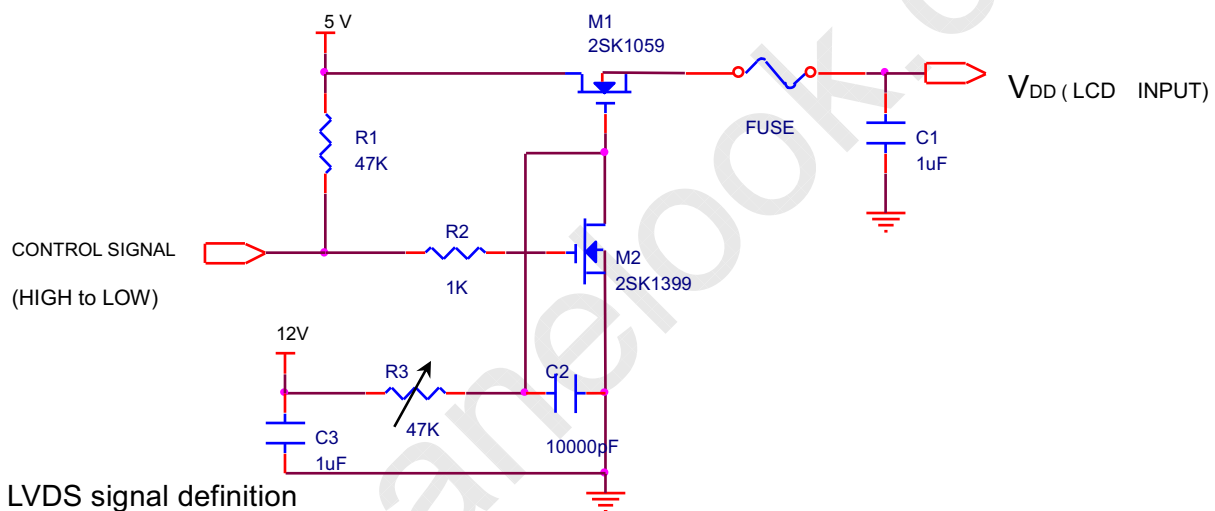 5 V
M1
2SK1059
VDD ( LCD INPUT)
FUSE
R1
47K
C1
1uF
CONTROL SIGNAL
(HIGH to LOW)
R2
1K
M2
2SK1399
12V
R3
47K
C2
10000pF
C3
1uF
LVDS signal definition
anelook.c